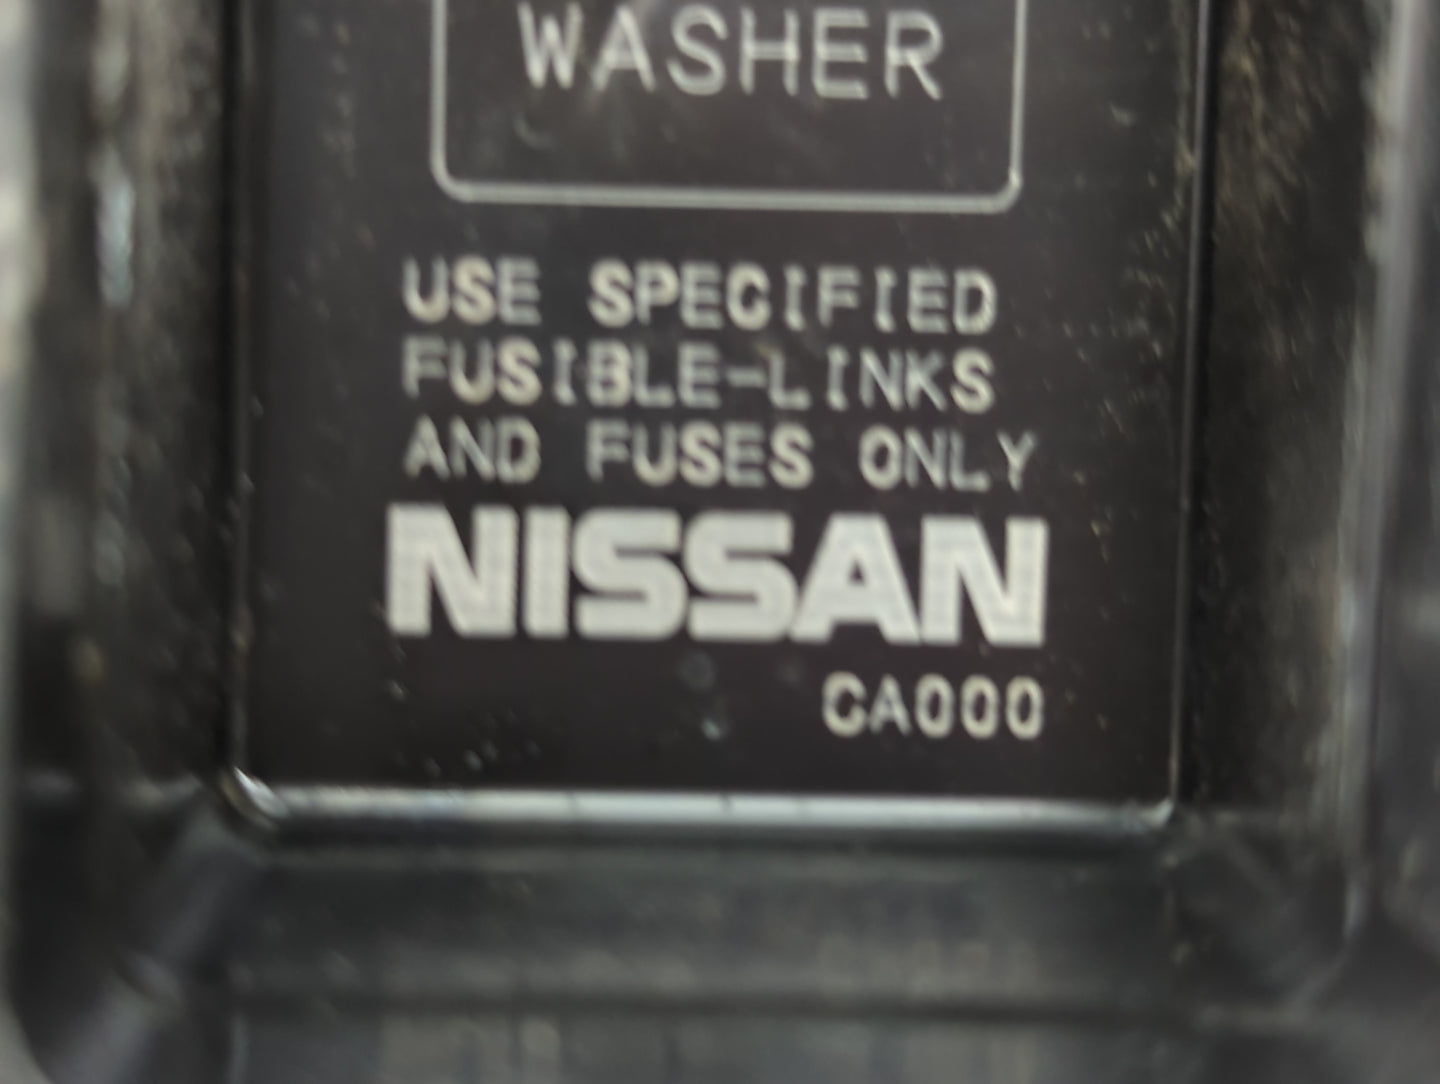 WASHER
USE SPECIFIED
FUSIBLE-LINKS
AND FUSES ONLY
NISSAN
CA000